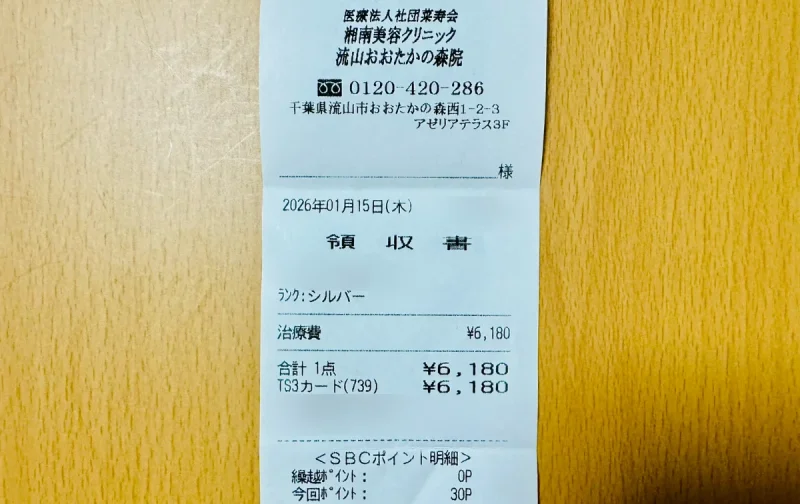 医療法人社団葉寿会
湘南美容クリニック
流山おおたかの森院
0120-420-286
千葉県流山市おおたかの森西1-2-3
アゼリアテラス3F
様
2026年01月15日(木)
領 収 書
ﾗﾝｸ:シルバー
治療費 ¥6,180
合計 1点 ¥6,180
TS3カード(739) ¥6,180
<SBCポイント明細>
繰越ﾎﾟｲﾝﾄ: 0P
今回ﾎﾟｲﾝﾄ: 30P